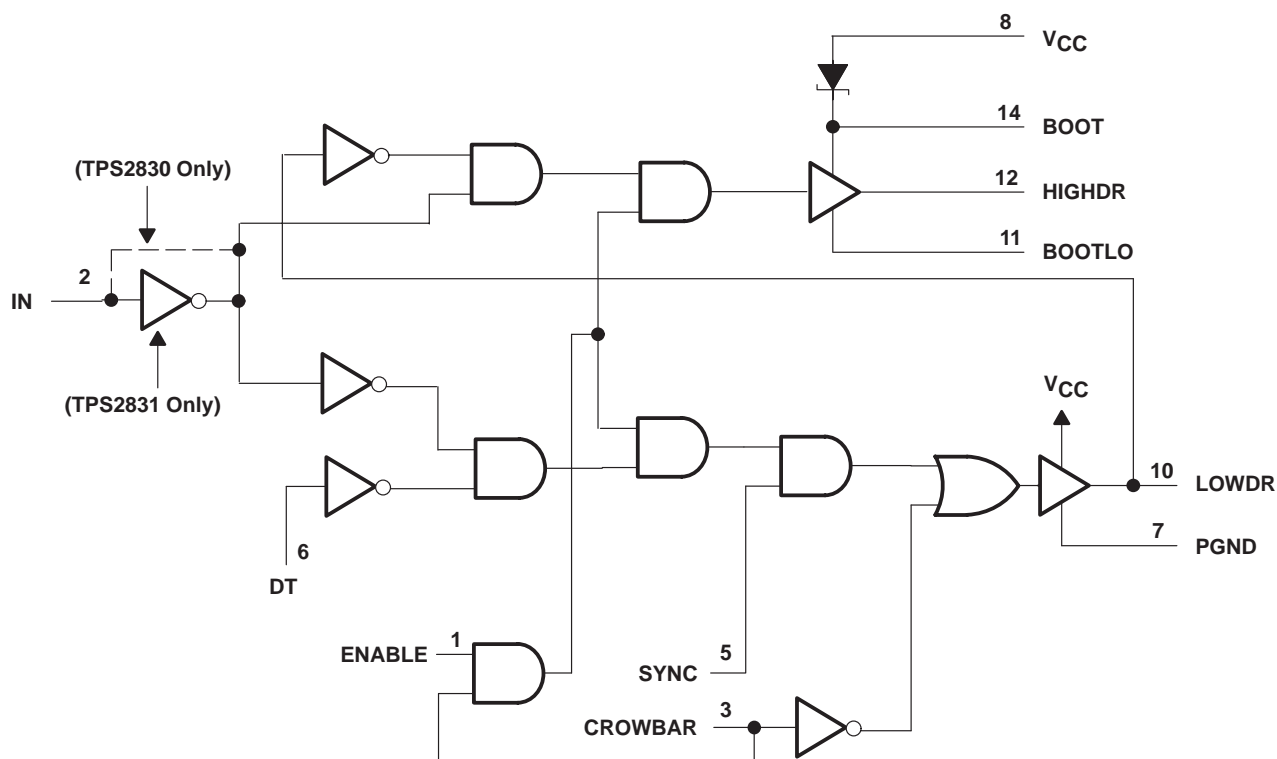 8
VCC
14
BOOT
(TPS2830 Only)
12
HIGHDR
11
BOOTLO
2
IN
(TPS2831 Only)
VCC
10
LOWDR
7
PGND
6
DT
1
ENABLE
5
SYNC
3
CROWBAR